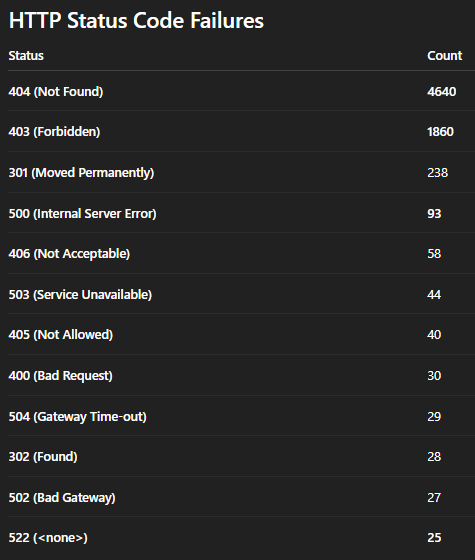 HTTP Status Code Failures
Status Count
404 (Not Found) 4640
403 (Forbidden) 1860
301 (Moved Permanently) 238
500 (Internal Server Error) 93
406 (Not Acceptable) 58
503 (Service Unavailable) 44
405 (Not Allowed) 40
400 (Bad Request) 30
504 (Gateway Time-out) 29
302 (Found) 28
502 (Bad Gateway) 27
522 (<none>) 25